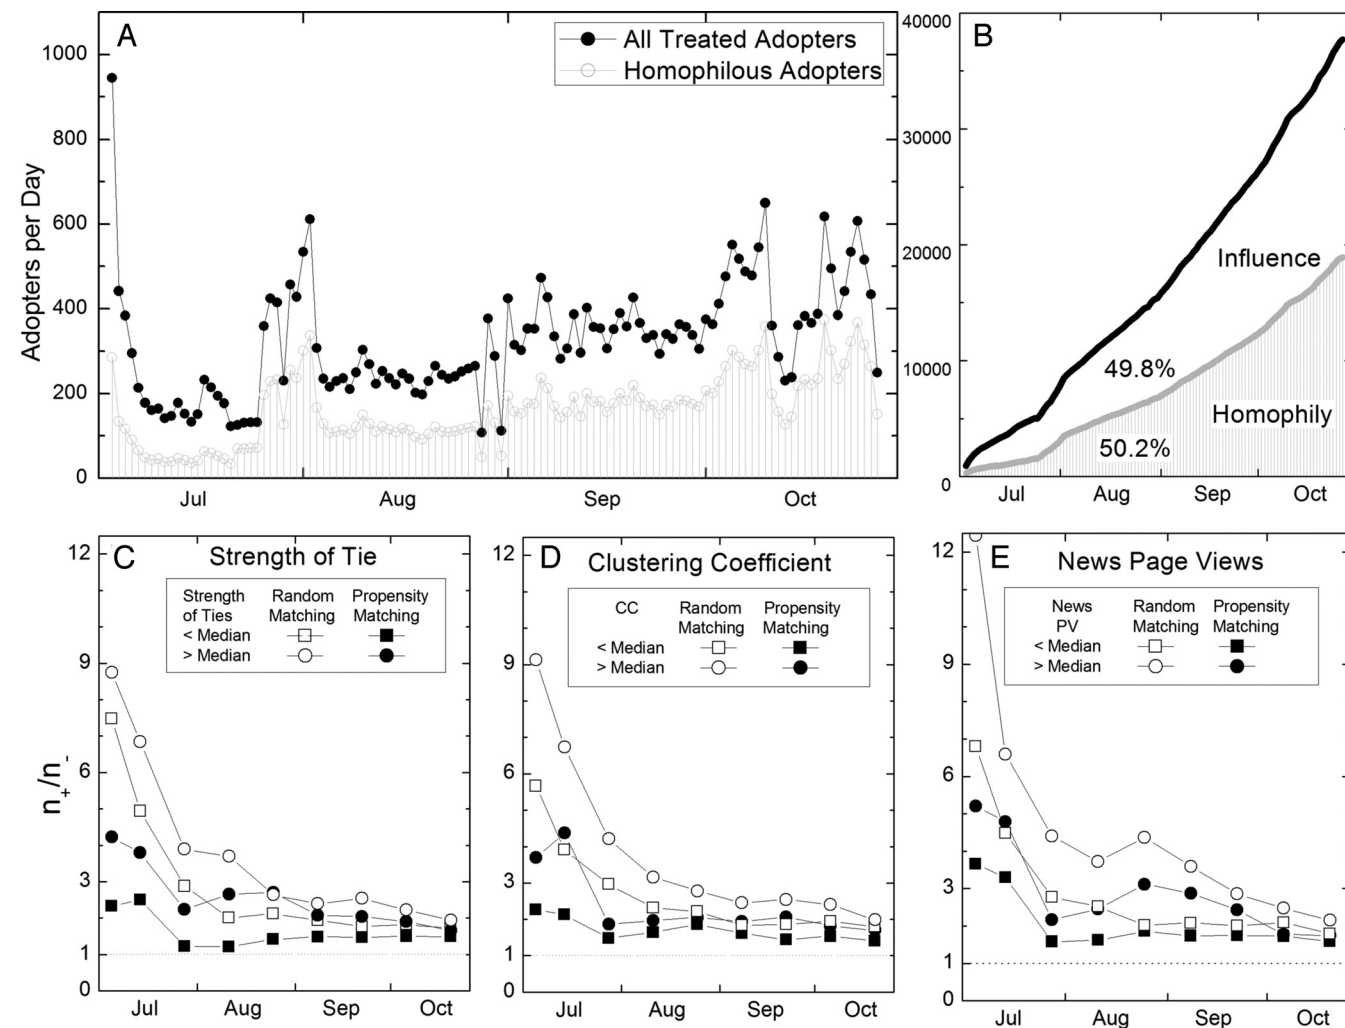 A
All Treated Adopters
Homophilous Adopters
1000
800
600
400
200
0
Adopters per Day
Jul
Aug
Sep
Oct
B
40000
30000
20000
10000
0
Influence
49.8%
Homophily
50.2%
Jul
Aug
Sep
Oct
C
Strength of Tie
Strength
of Ties
Random
Matching
Propensity
Matching
< Median
> Median
12
9
6
3
1
0
n+/n-
Jul
Aug
Sep
Oct
D
Clustering Coefficient
CC
Random
Matching
Propensity
Matching
< Median
> Median
12
9
6
3
1
0
Jul
Aug
Sep
Oct
E
News Page Views
News
PV
Random
Matching
Propensity
Matching
< Median
> Median
12
9
6
3
1
0
Jul
Aug
Sep
Oct